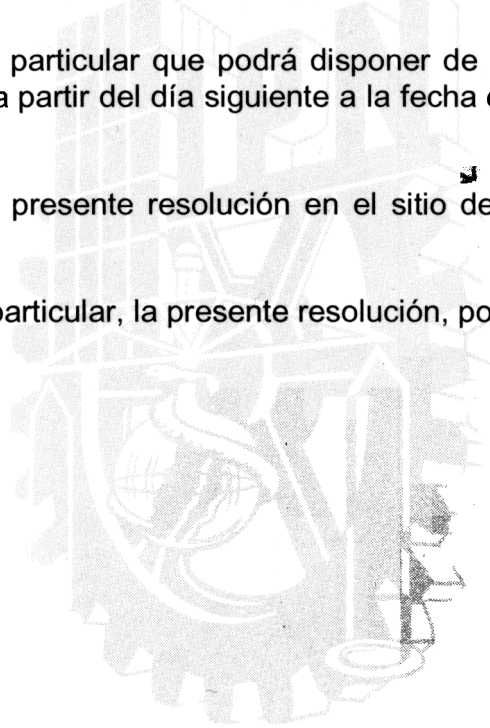 particular que podrá disponer de
a partir del día siguiente a la fecha
presente resolución en el sitio de
particular, la presente resolución, po